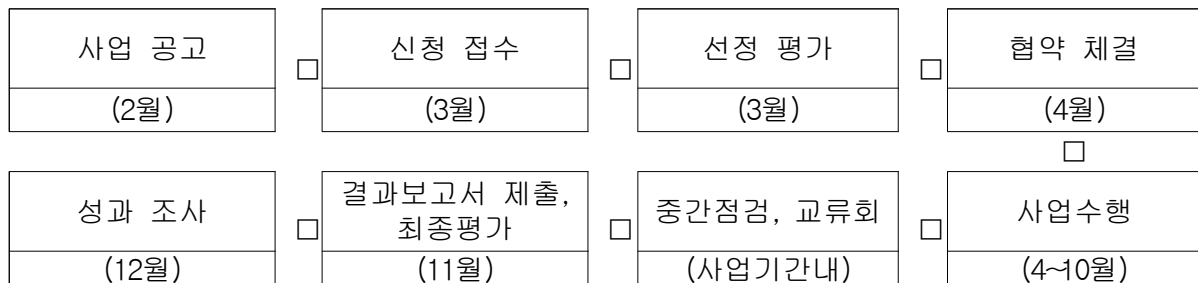 사업 공고 □ 신청 접수 □ 선정 평가 □ 협약 체결
(2월) (3월) (3월) (4월)
□
성과 조사 □ 결과보고서 제출, 최종평가 □ 중간점검, 교류회 □ 사업수행
(12월) (11월) (사업기간내) (4~10월)